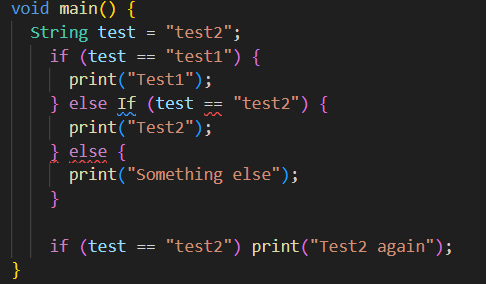 void main() {
  String test = "test2";
    if (test == "test1") {
      print("Test1");
    } else If (test == "test2") {
      print("Test2");
    } else {
      print("Something else");
    }

    if (test == "test2") print("Test2 again");
}